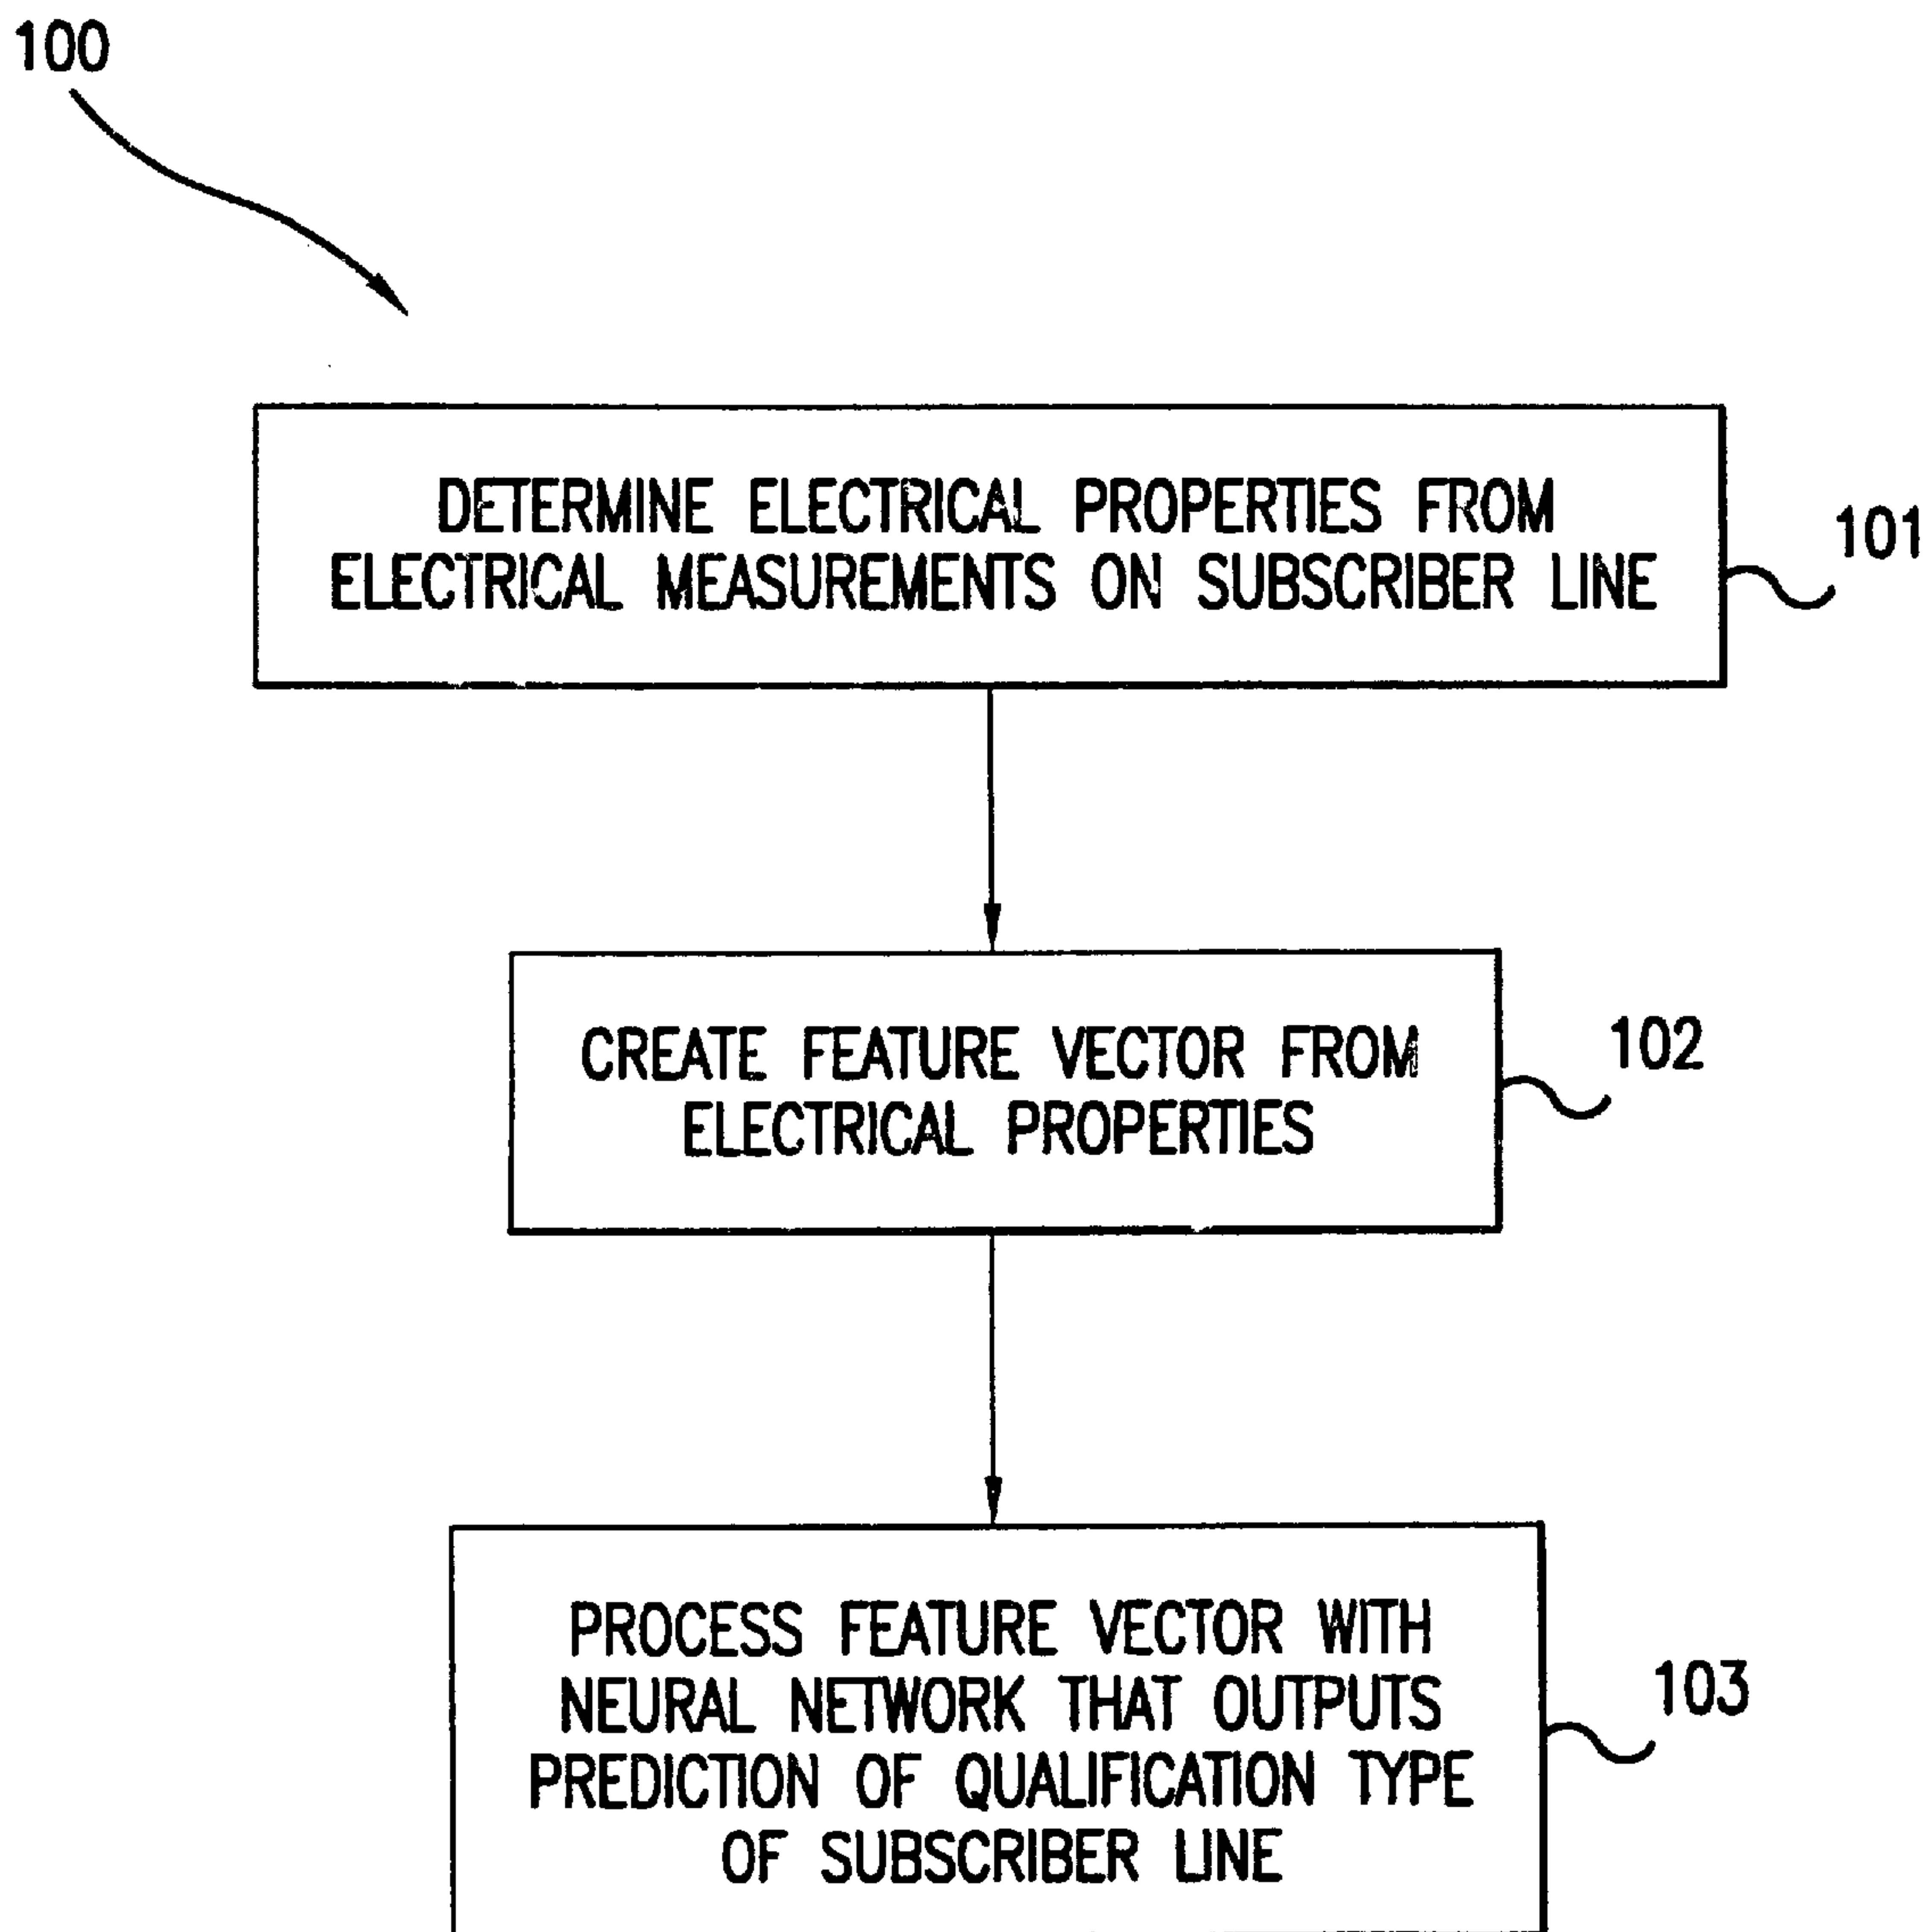 100
DETERMINE ELECTRICAL PROPERTIES FROM
ELECTRICAL MEASUREMENTS ON SUBSCRIBER LINE
101
CREATE FEATURE VECTOR FROM
ELECTRICAL PROPERTIES
102
PROCESS FEATURE VECTOR WITH
NEURAL NETWORK THAT OUTPUTS
PREDICTION OF QUALIFICATION TYPE
OF SUBSCRIBER LINE
103